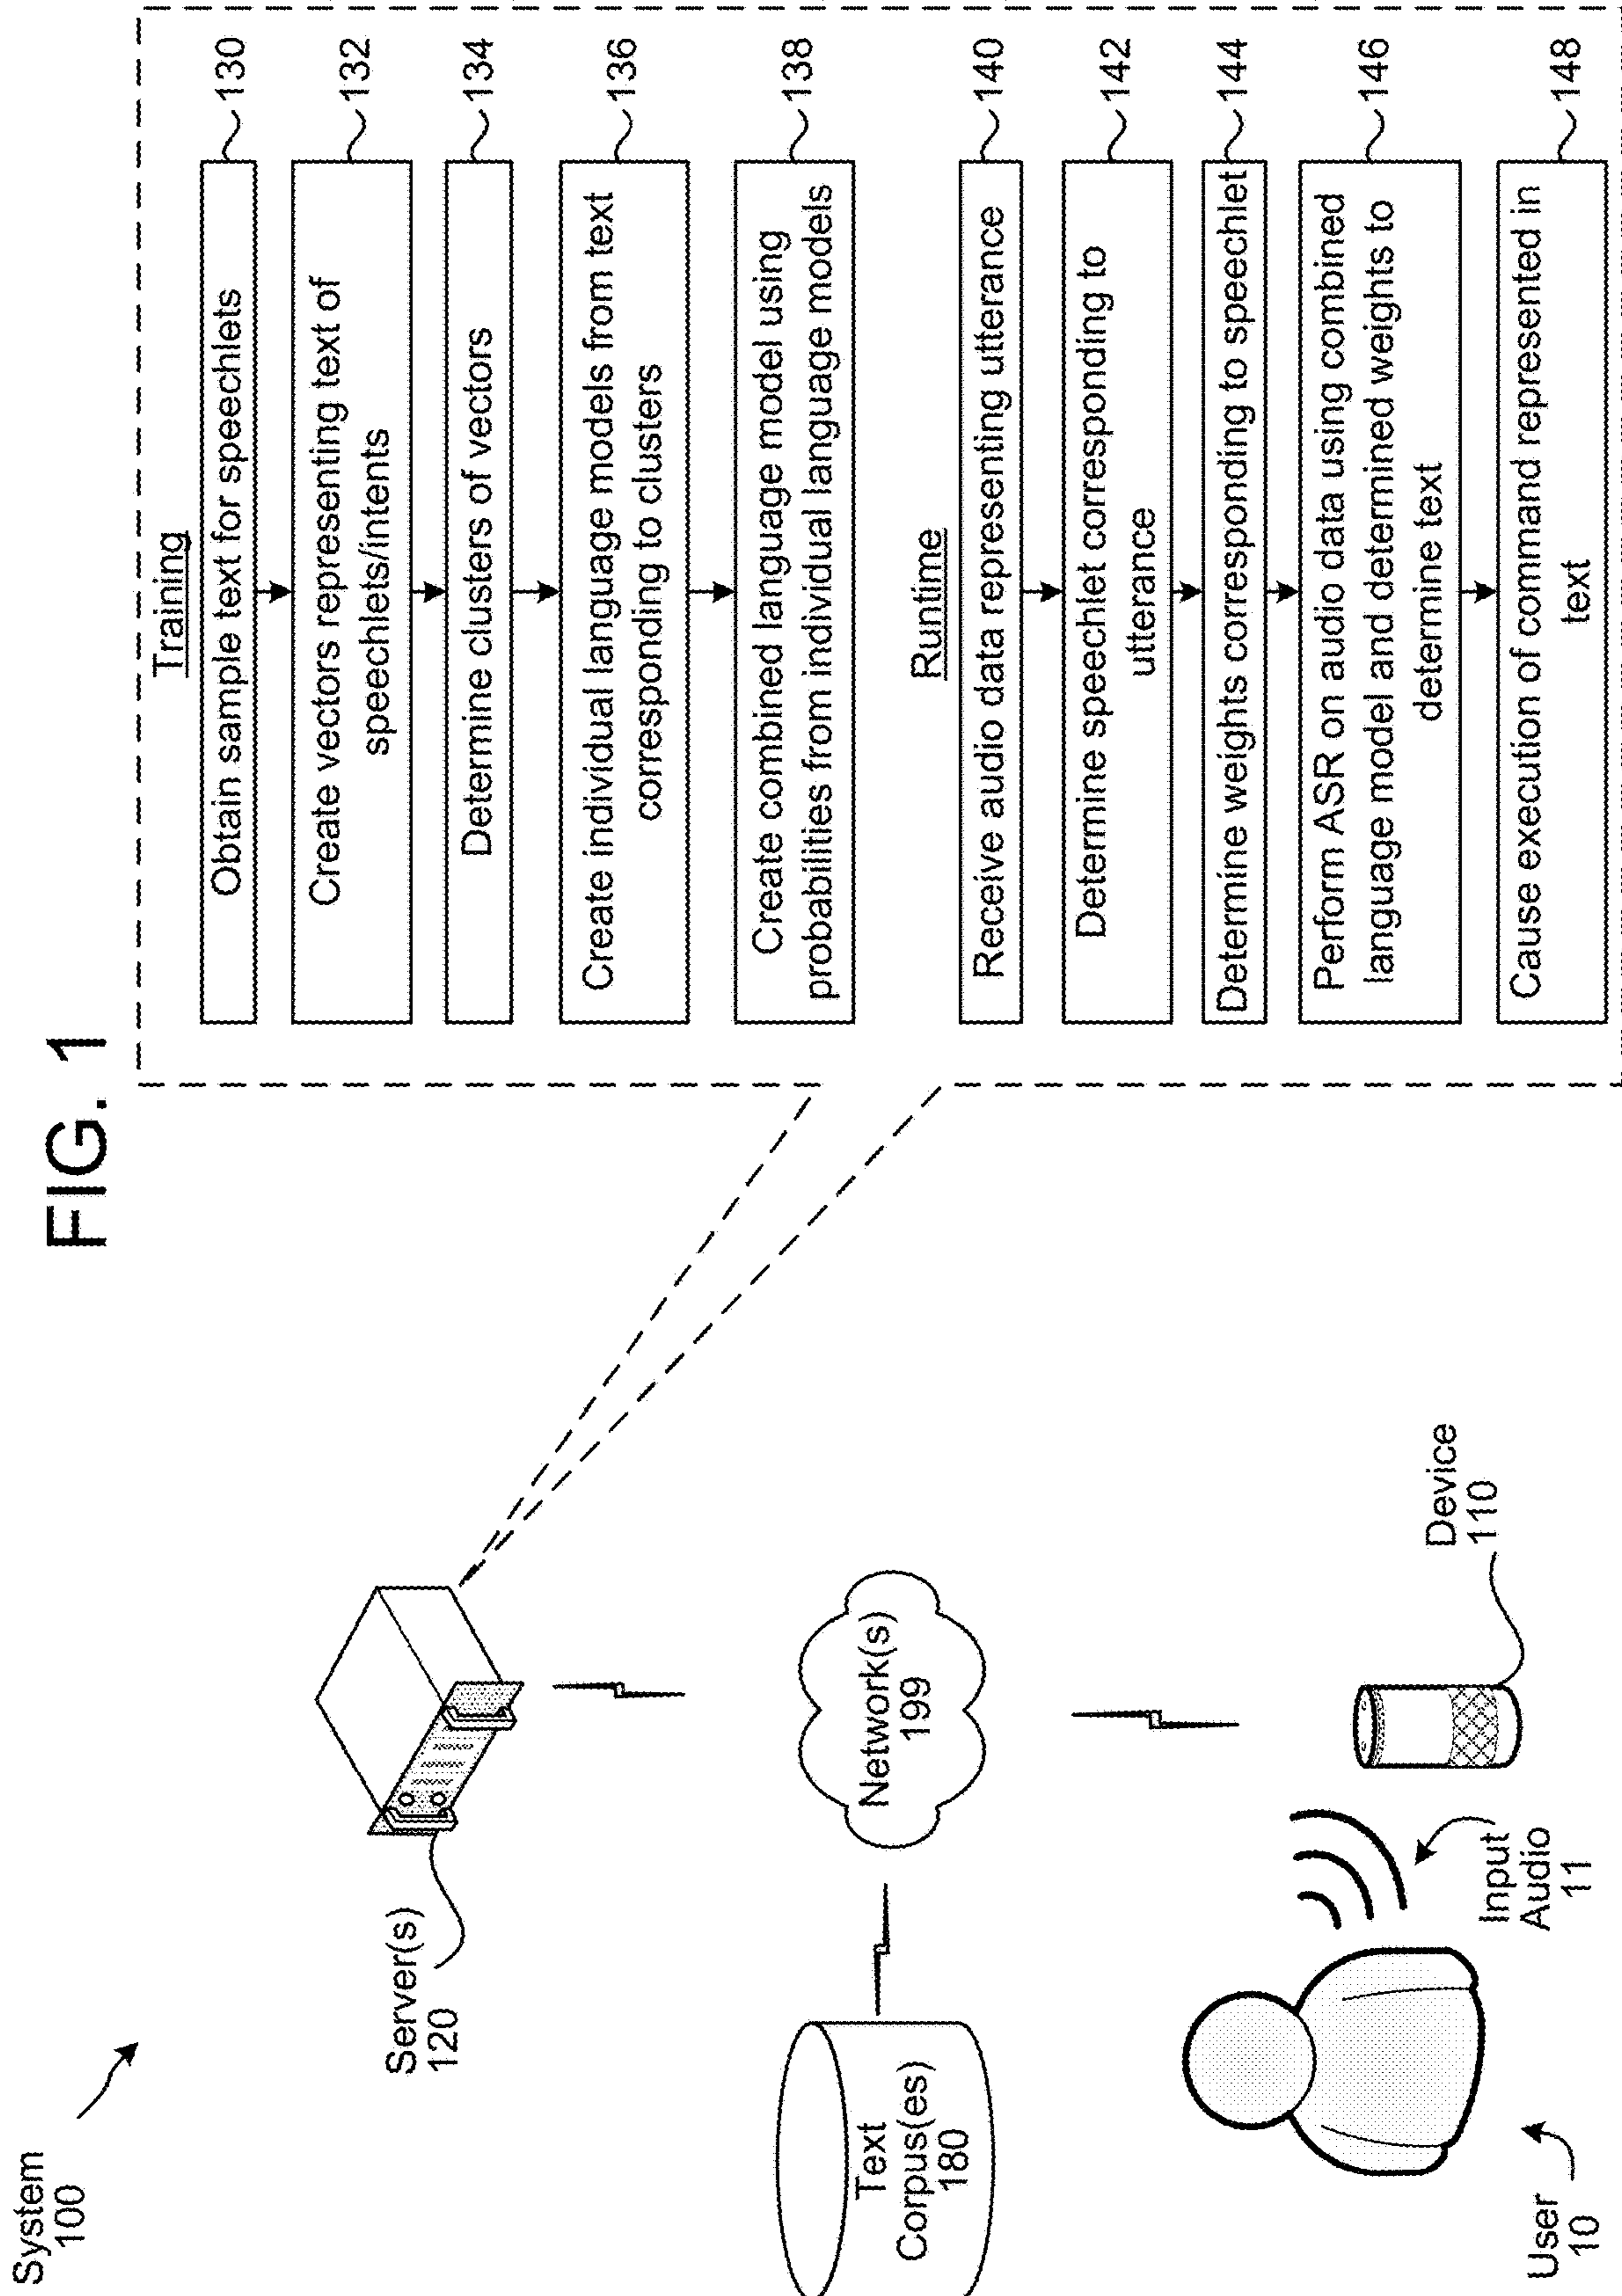 FIG. 1
System
100
Server(s)
120
Text
Corpus(es)
180
Network(s)
199
User
10
Input
Audio
11
Device
110
Training
Obtain sample text for speechlets
130
Create vectors representing text of
speechlets/intents
132
Determine clusters of vectors
134
Create individual language models from text
corresponding to clusters
136
Create combined language model using
probabilities from individual language models
138
Runtime
Receive audio data representing utterance
140
Determine speechlet corresponding to
utterance
142
Determine weights corresponding to speechlet
144
Perform ASR on audio data using combined
language model and determined weights to
determine text
146
Cause execution of command represented in
text
148